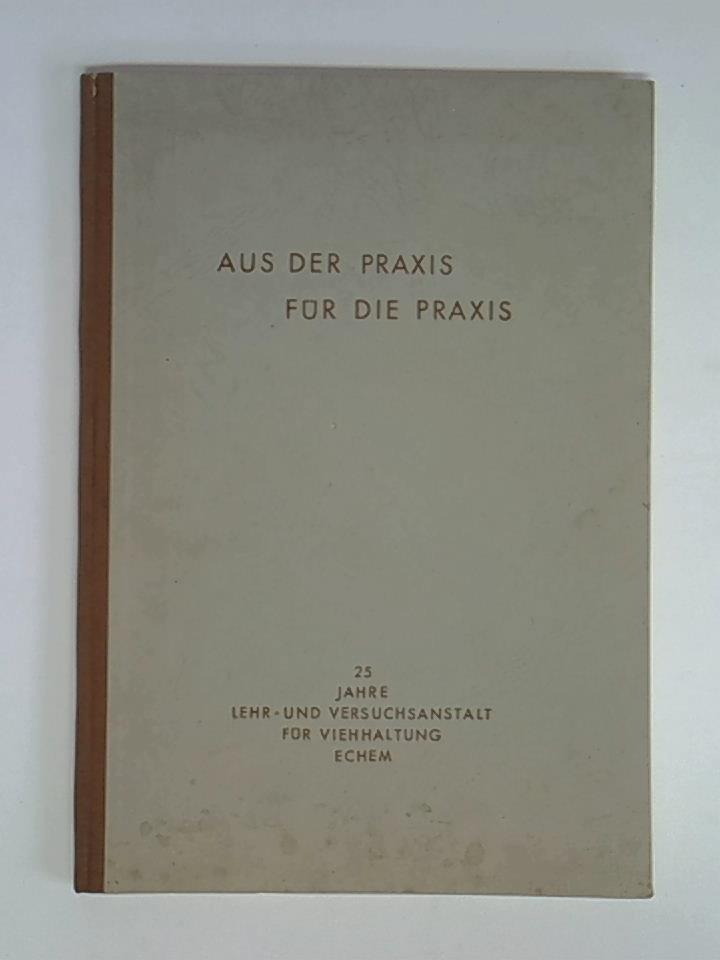 AUS DER PRAXIS
FÜR DIE PRAXIS
25
JAHRE
LEHR-UND VERSUCHSANSTALT
FÜR VIEHHALTUNG
ECHEM